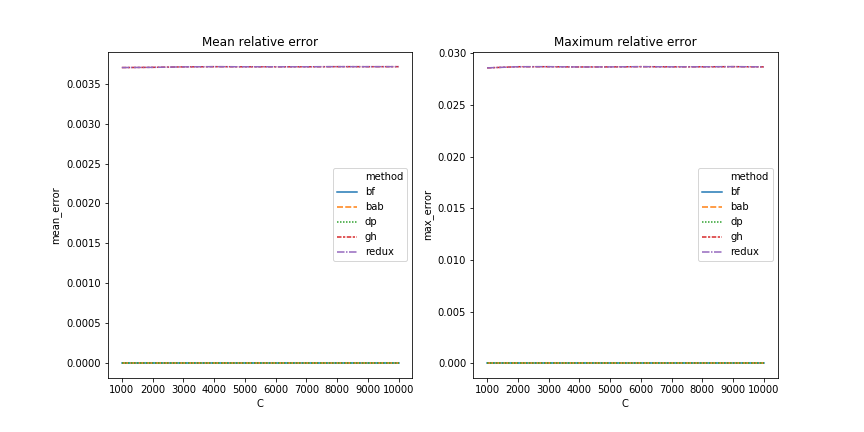 Mean relative error
mean_error
0.0035
0.0030
0.0025
0.0020
0.0015
0.0010
0.0005
0.0000
method
bf
bab
dp
gh
redux
1000 2000 3000 4000 5000 6000 7000 8000 9000 10000
C
Maximum relative error
max_error
0.030
0.025
0.020
0.015
0.010
0.005
0.000
method
bf
bab
dp
gh
redux
1000 2000 3000 4000 5000 6000 7000 8000 9000 10000
C